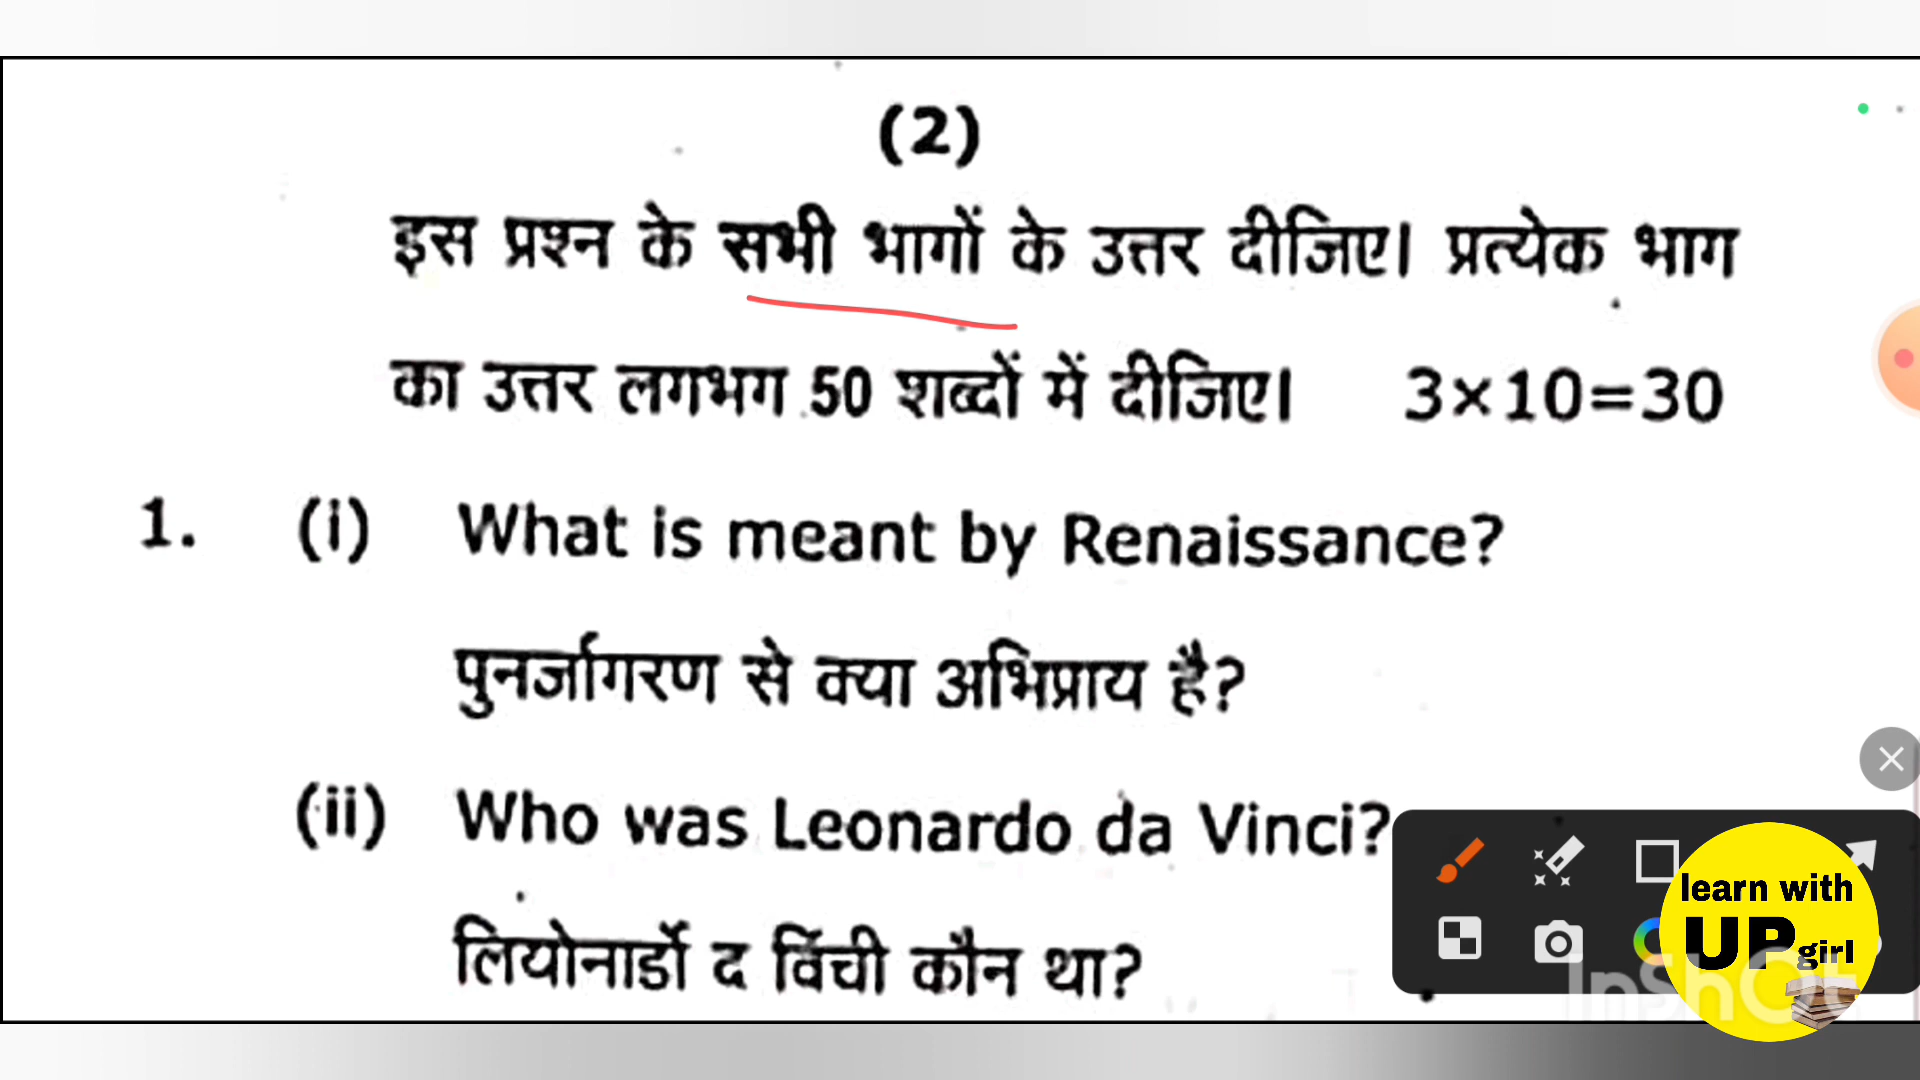 (2)
इस प्रश्न के सभी भागों के उत्तर दीजिए। प्रत्येक भाग
का उत्तर लगभग 50 शब्दों में दीजिए। 3×10=30
1. (i) What is meant by Renaissance?
पुनर्जागरण से क्या अभिप्राय है?
(ii) Who was Leonardo da Vinci?
लियोनार्डो द विंची कौन था?
learn with
UP girl
InShOt